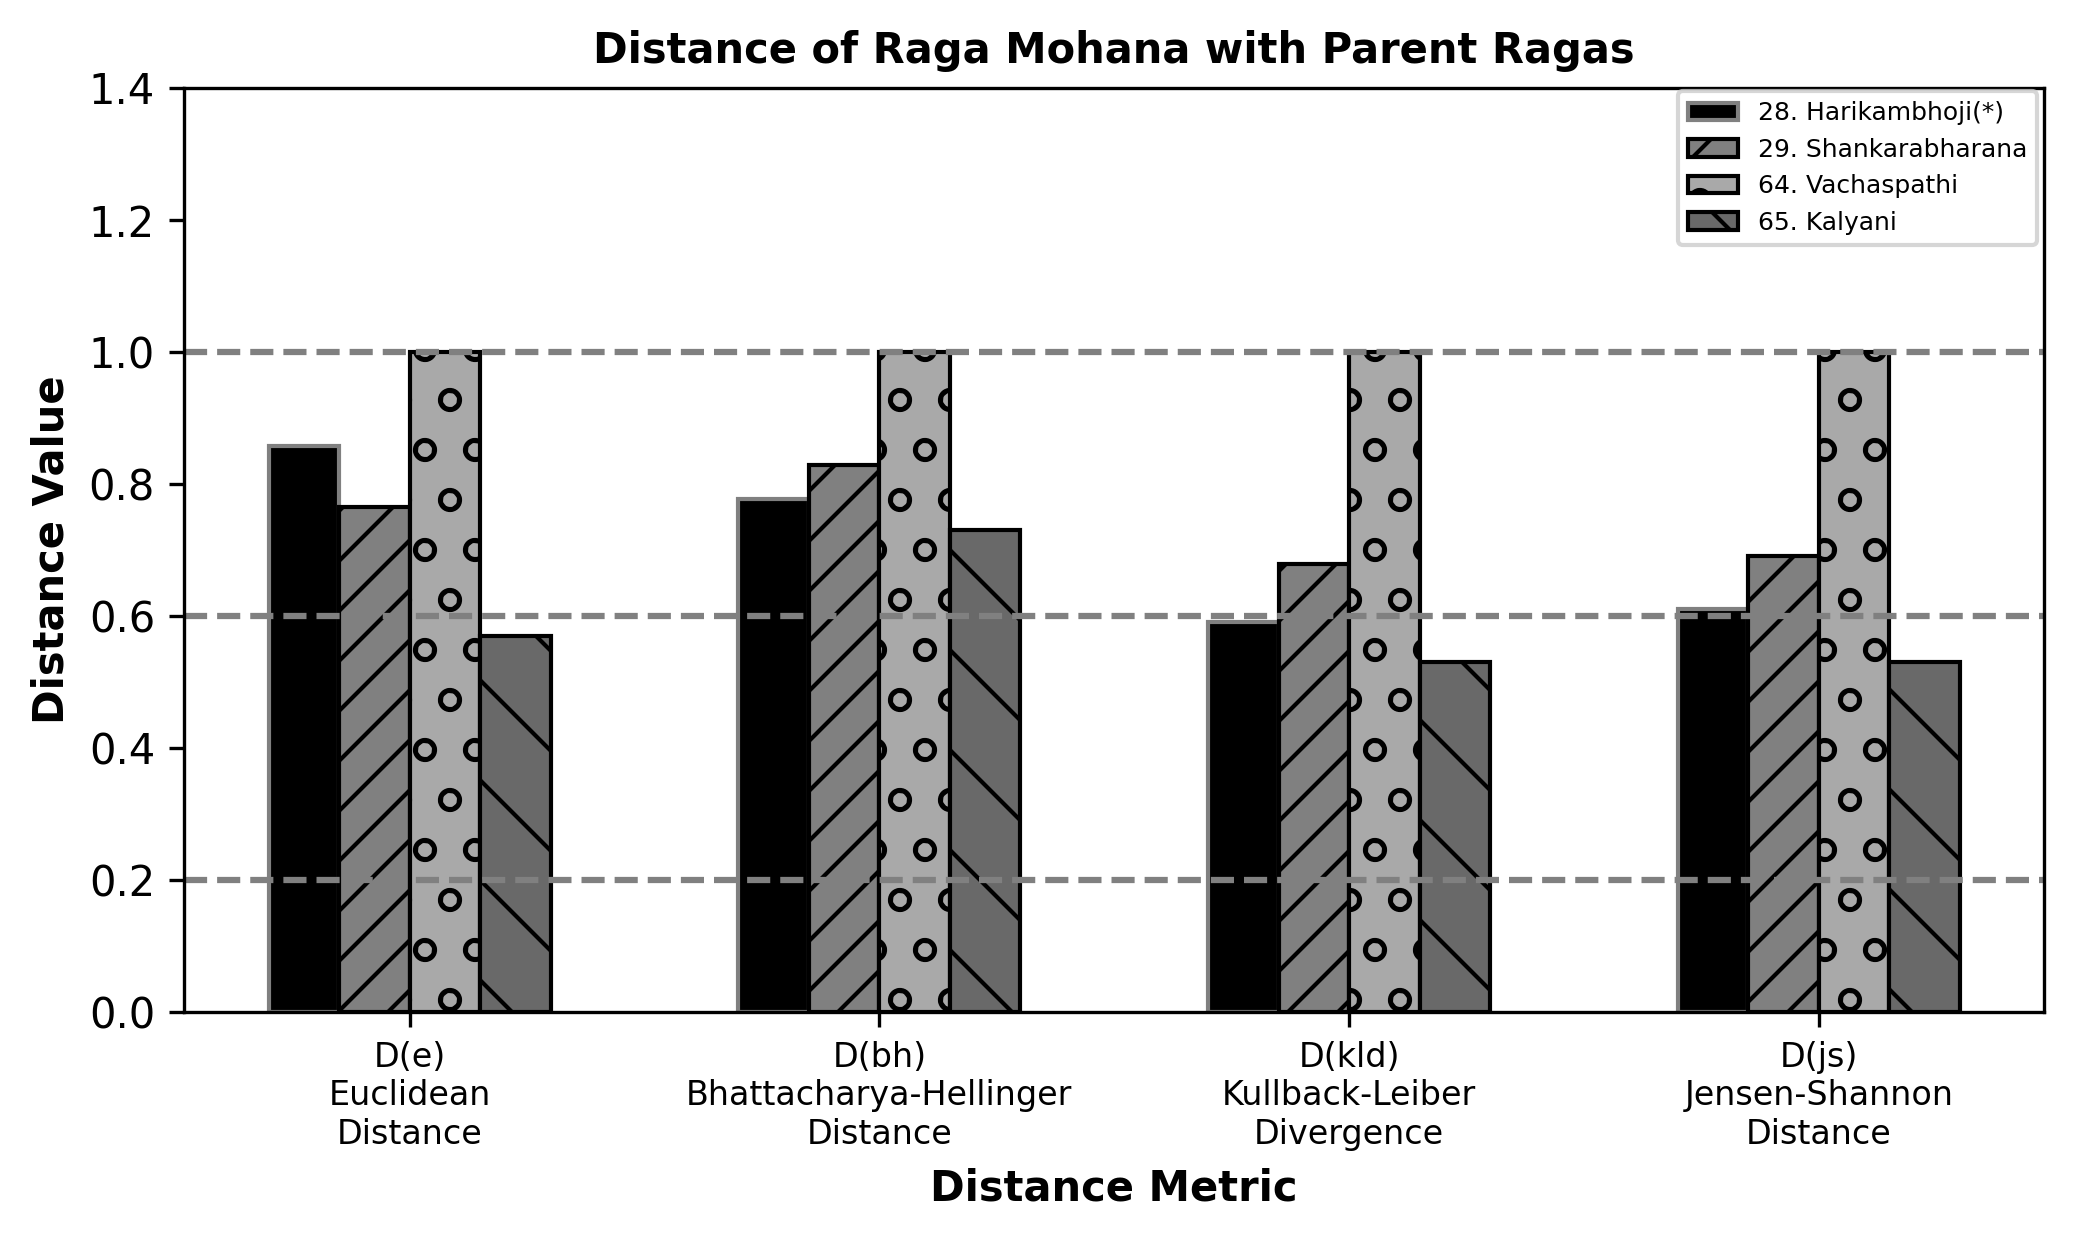 Distance of Raga Mohana with Parent Ragas
1.4
1.2
1.0
0.8
0.6
0.4
0.2
0.0
Distance Value
28. Harikambhoji(*)
29. Shankarabharana
64. Vachaspathi
65. Kalyani
D(e)
Euclidean
Distance
D(bh)
Bhattacharya-Hellinger
Distance
D(kld)
Kullback-Leiber
Divergence
D(js)
Jensen-Shannon
Distance
Distance Metric